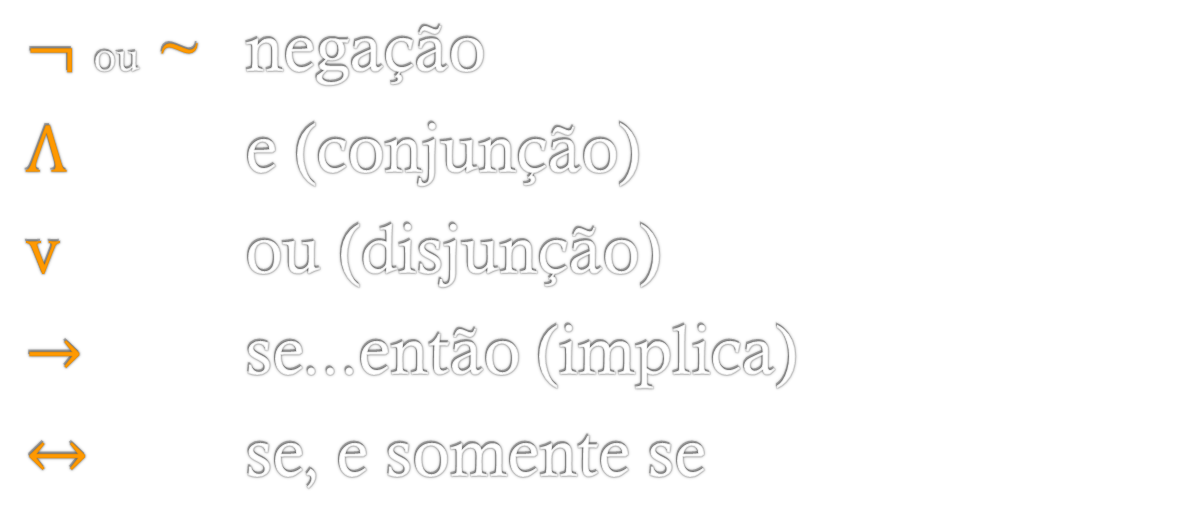 ¬ ou ~ negação
Λ e (conjunção)
v ou (disjunção)
→ se...então (implica)
↔ se, e somente se